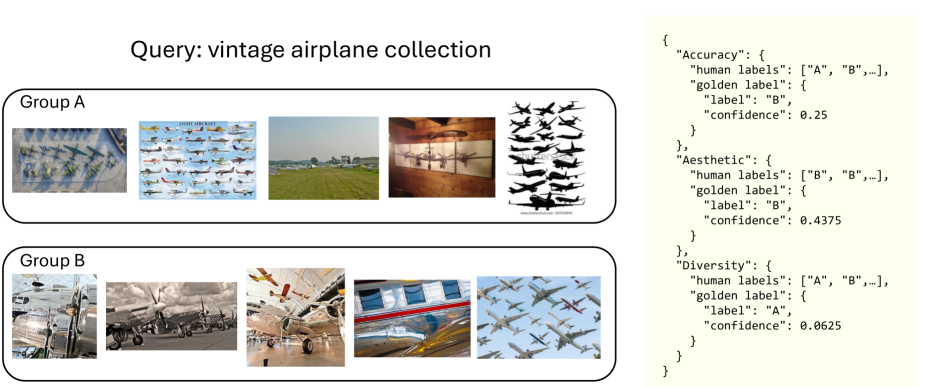 Query: vintage airplane collection
Group A
LIGHT AIRCRAFT
Group B
{
"Accuracy": {
"human labels": ["A", "B",…],
"golden label": {
"label": "B",
"confidence": 0.25
}
},
"Aesthetic": {
"human labels": ["B", "B",…],
"golden label": {
"label": "B",
"confidence": 0.4375
}
},
"Diversity": {
"human labels": ["A", "B",…],
"golden label": {
"label": "A",
"confidence": 0.0625
}
}
}